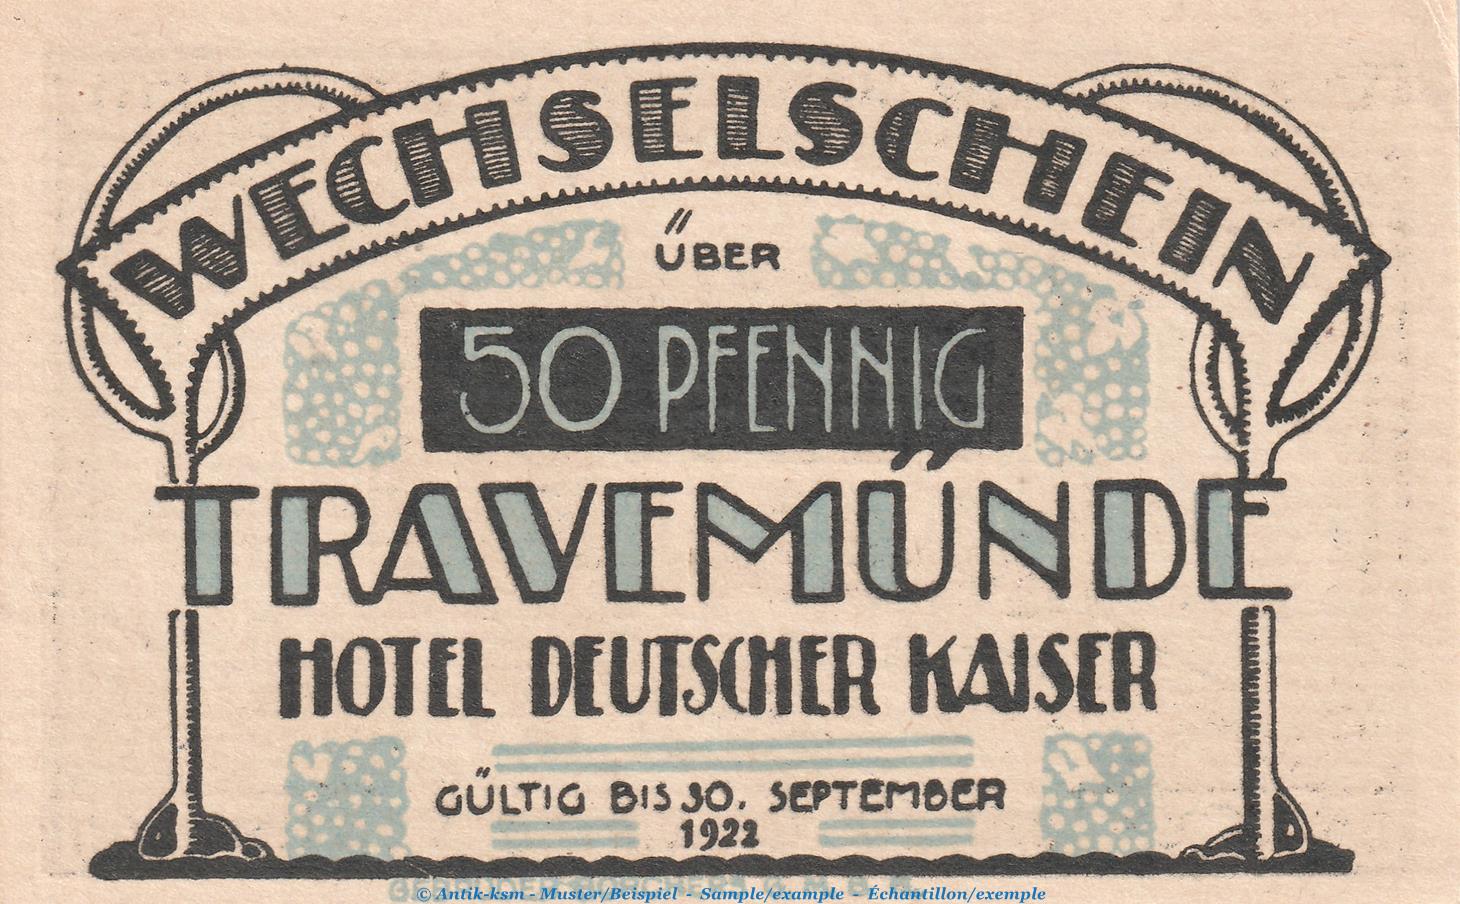 WECHSELSCHEIN
ÜBER
50 PFENNIG
TRAVEMÜNDE
HOTEL DEUTSCHER KAISER
GÜLTIG BIS 30. SEPTEMBER
1922
© Antik-ksm - Muster/Beispiel - Sample/example - Échantillon/exemple